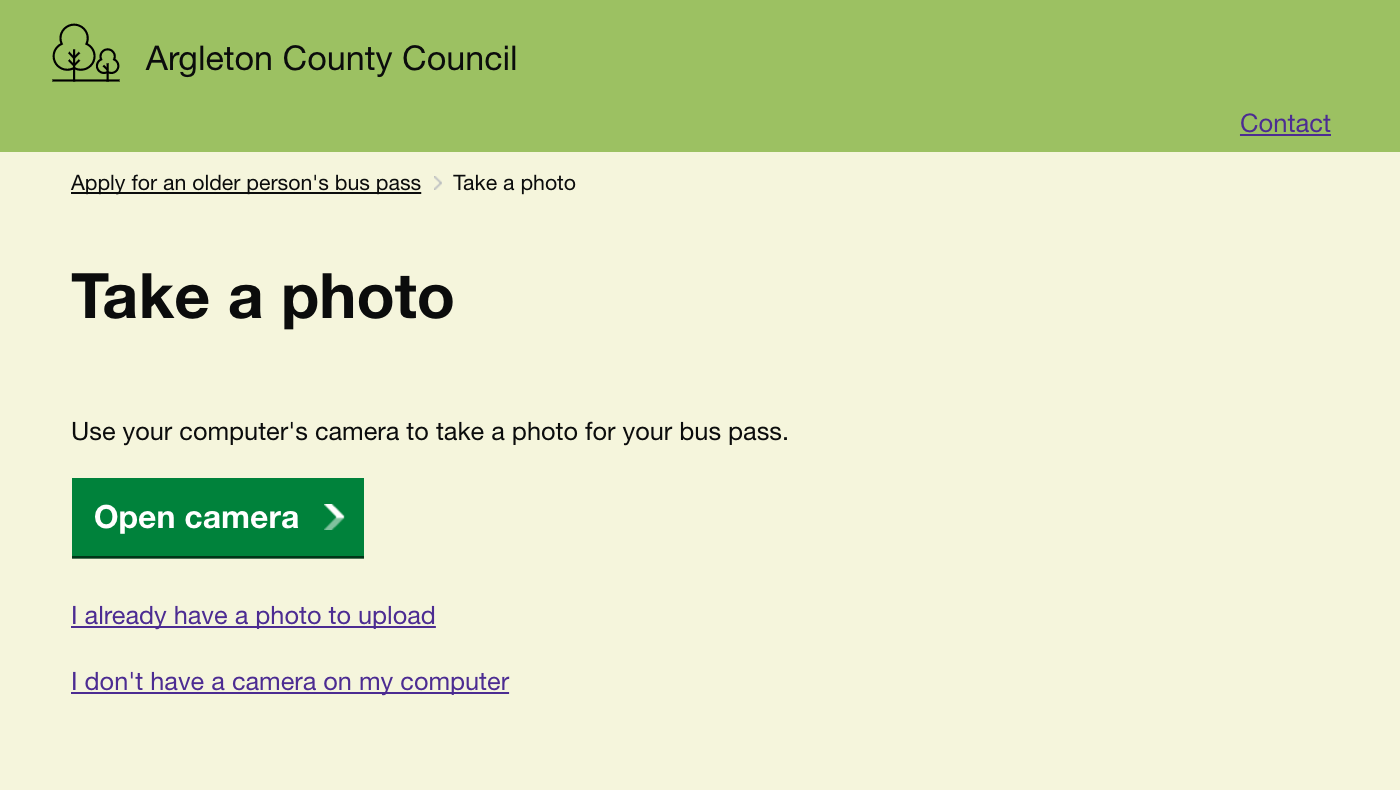 Argleton County Council
Contact
Apply for an older person's bus pass
Take a photo
Take a photo
Use your computer's camera to take a photo for your bus pass.
Open camera
I already have a photo to upload
I don't have a camera on my computer